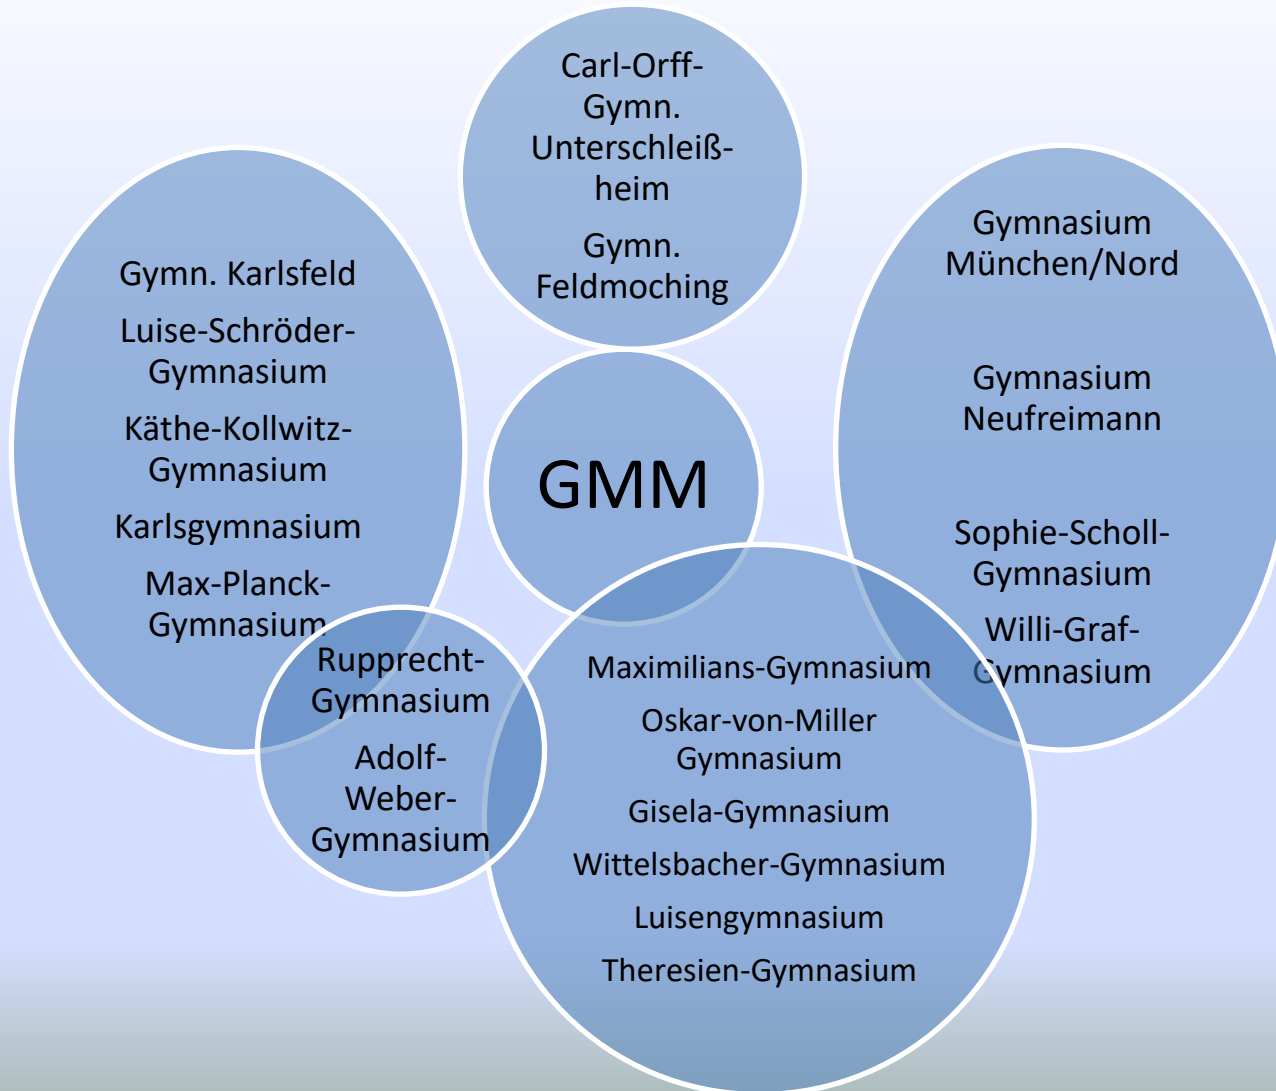 Carl-Orff-
Gymn.
Unterschleiß-
heim
Gymn.
Feldmoching
Gymn. Karlsfeld
Luise-Schröder-
Gymnasium
Käthe-Kollwitz-
Gymnasium
Karlsgymnasium
Max-Planck-
Gymnasium
Gymnasium
München/Nord
Gymnasium
Neufreimann
Sophie-Scholl-
Gymnasium
Willi-Graf-
Gymnasium
GMM
Rupprecht-
Gymnasium
Adolf-
Weber-
Gymnasium
Maximilians-Gymnasium
Oskar-von-Miller
Gymnasium
Gisela-Gymnasium
Wittelsbacher-Gymnasium
Luisengymnasium
Theresien-Gymnasium